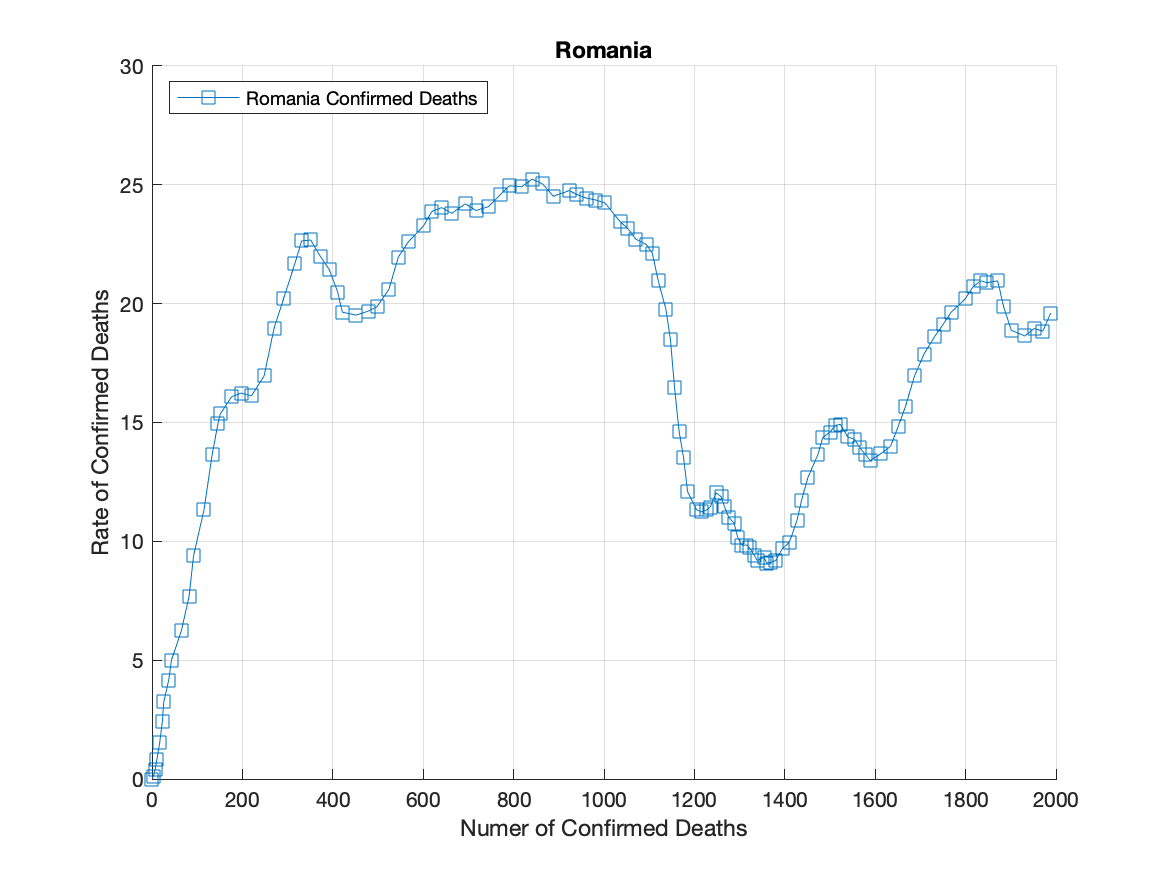 Romania
Romania Confirmed Deaths
Rate of Confirmed Deaths
30
25
20
15
10
5
0
0 200 400 600 800 1000 1200 1400 1600 1800 2000
Numer of Confirmed Deaths